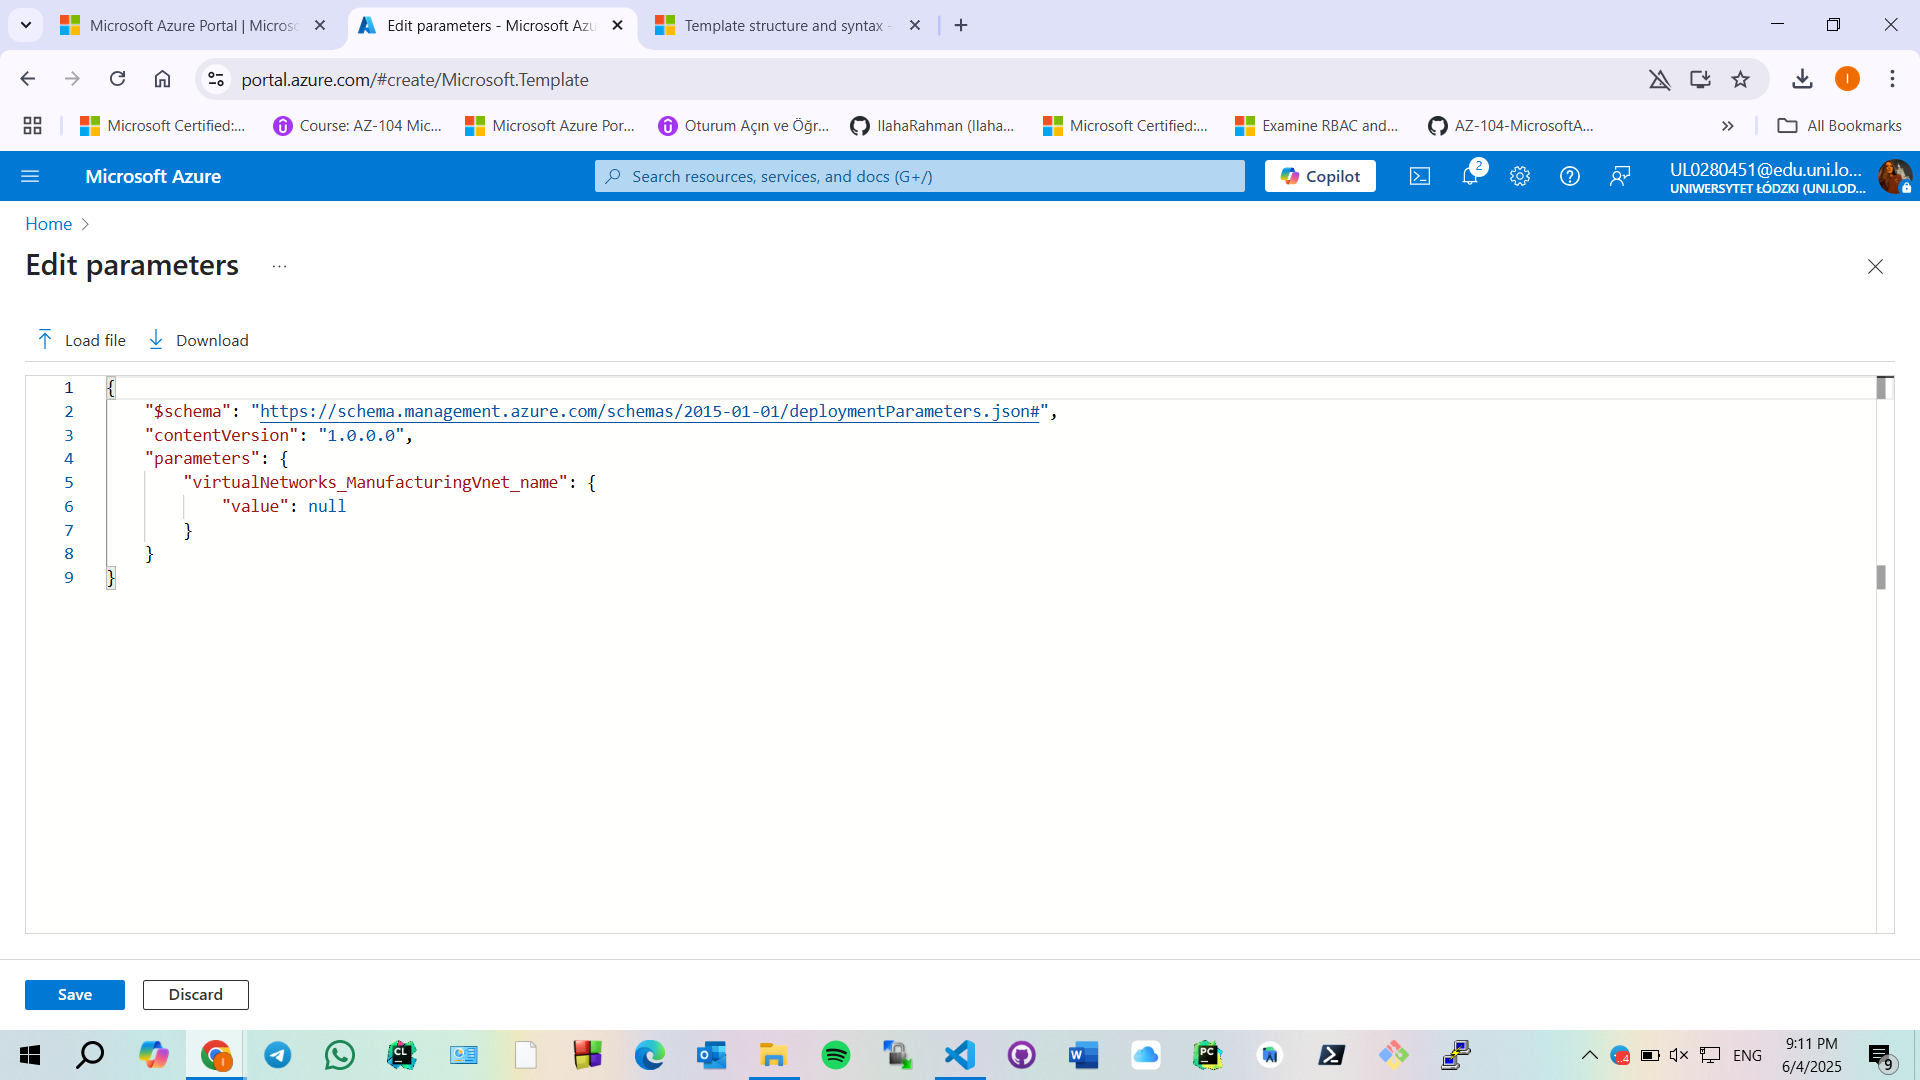 Microsoft Azure Portal | Microso
Edit parameters - Microsoft Azu
Template structure and syntax -
portal.azure.com/#create/Microsoft.Template
I
Microsoft Certified:...
Course: AZ-104 Mic...
Microsoft Azure Por...
Oturum Açın ve Öğr...
IlahaRahman (Ilaha...
Microsoft Certified:...
Examine RBAC and...
AZ-104-MicrosoftA...
All Bookmarks
Microsoft Azure
Search resources, services, and docs (G+/)
Copilot
2
UL0280451@edu.uni.lo...
UNIWERSYTET ŁÓDZKI (UNI.LOD...
Home
Edit parameters
...
Load file
Download
1 {
2 "$schema": "https://schema.management.azure.com/schemas/2015-01-01/deploymentParameters.json#",
3 "contentVersion": "1.0.0.0",
4 "parameters": {
5 "virtualNetworks_ManufacturingVnet_name": {
6 "value": null
7 }
8 }
9 }
Save
Discard
ENG
9:11 PM
6/4/2025
9